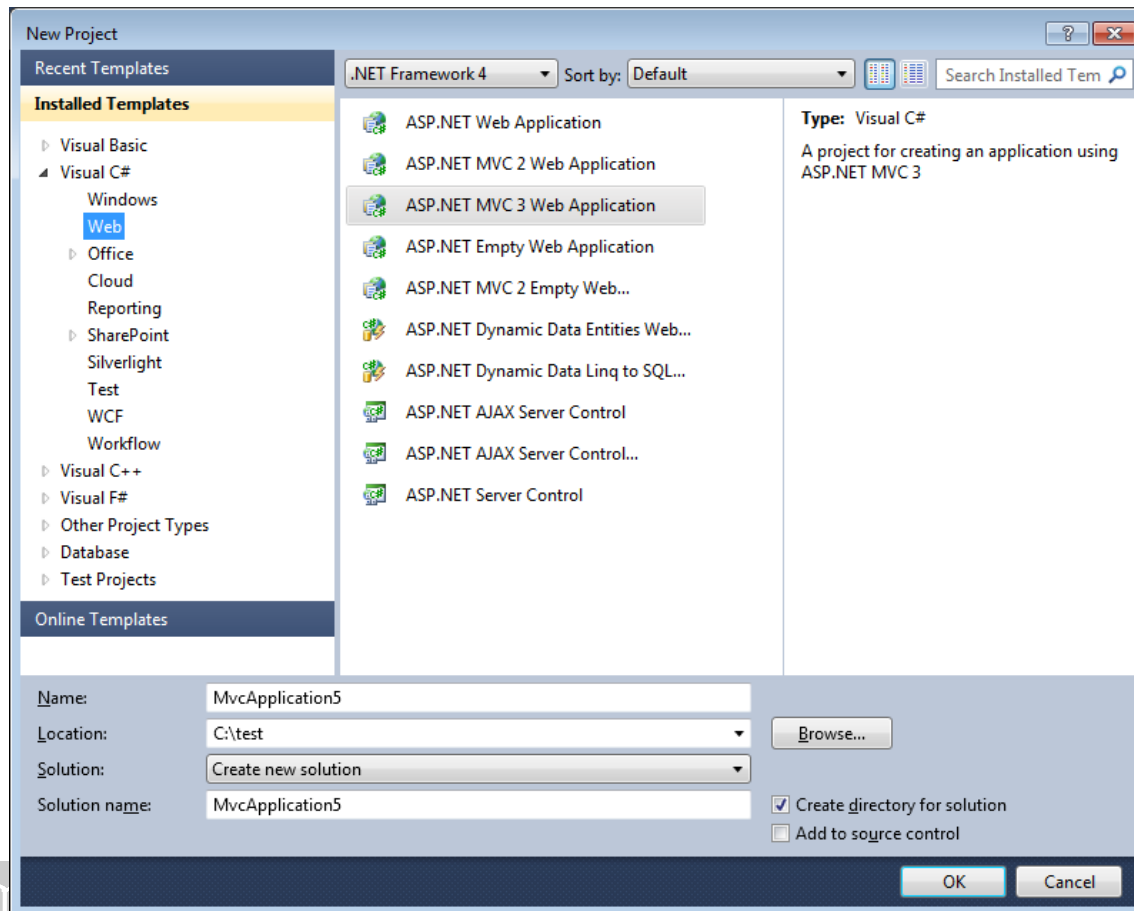 New Project
Recent Templates
Installed Templates
Visual Basic
Visual C#
Windows
Web
Office
Cloud
Reporting
SharePoint
Silverlight
Test
WCF
Workflow
Visual C++
Visual F#
Other Project Types
Database
Test Projects
Online Templates
.NET Framework 4
Sort by: Default
Search Installed Tem
ASP.NET Web Application
ASP.NET MVC 2 Web Application
ASP.NET MVC 3 Web Application
ASP.NET Empty Web Application
ASP.NET MVC 2 Empty Web...
ASP.NET Dynamic Data Entities Web...
ASP.NET Dynamic Data Linq to SQL...
ASP.NET AJAX Server Control
ASP.NET AJAX Server Control...
ASP.NET Server Control
Type: Visual C#
A project for creating an application using
ASP.NET MVC 3
Name: MvcApplication5
Location: C:\test
Browse...
Solution: Create new solution
Solution name: MvcApplication5
Create directory for solution
Add to source control
OK Cancel